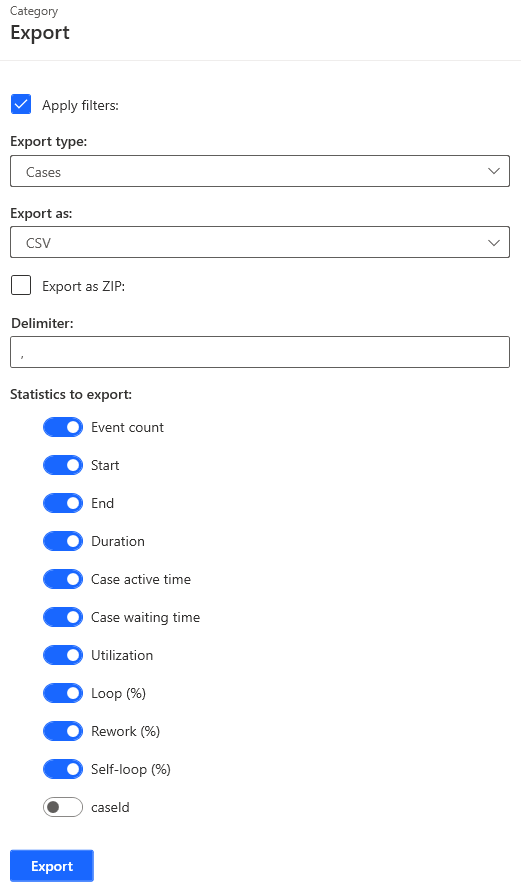 Category
Export
Apply filters:
Export type:
Cases
Export as:
CSV
Export as ZIP:
Delimiter:
,
Statistics to export:
Event count
Start
End
Duration
Case active time
Case waiting time
Utilization
Loop (%)
Rework (%)
Self-loop (%)
caseId
Export